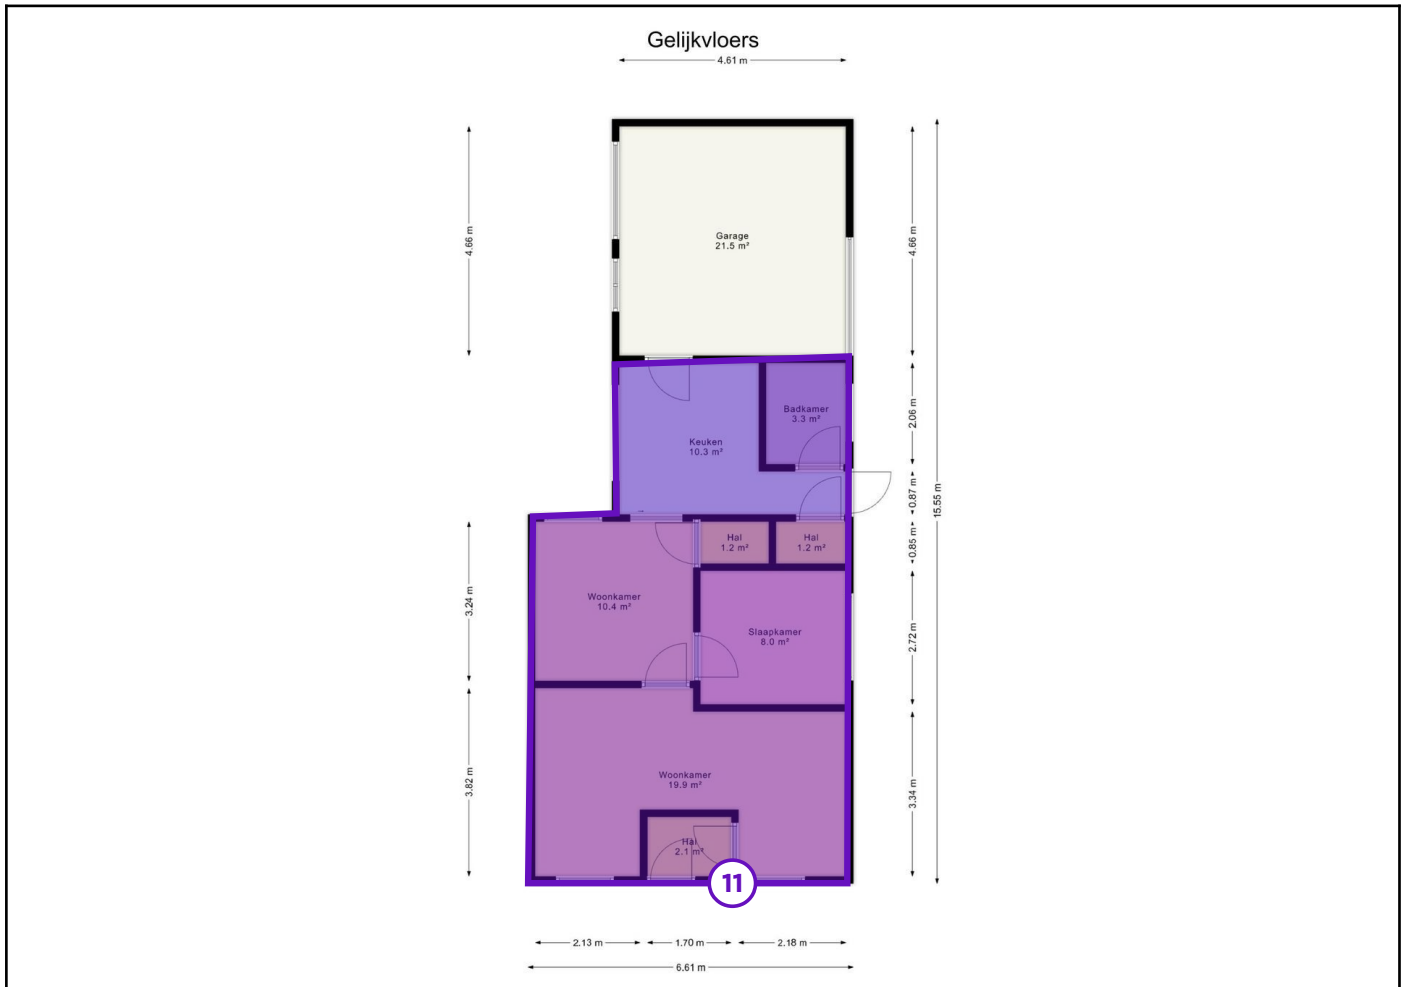 Gelijkvloers
4.61 m
4.66 m
4.66 m
15.55 m
Garage
21.5 m²
Badkamer
3.3 m²
2.06 m
Keuken
10.3 m²
0.87 m
Hal
1.2 m²
Hal
1.2 m²
0.85 m
3.24 m
Woonkamer
10.4 m²
Slaapkamer
8.0 m²
2.72 m
3.82 m
Woonkamer
19.9 m²
3.34 m
Hal
2.1 m²
11
2.13 m
1.70 m
2.18 m
6.61 m